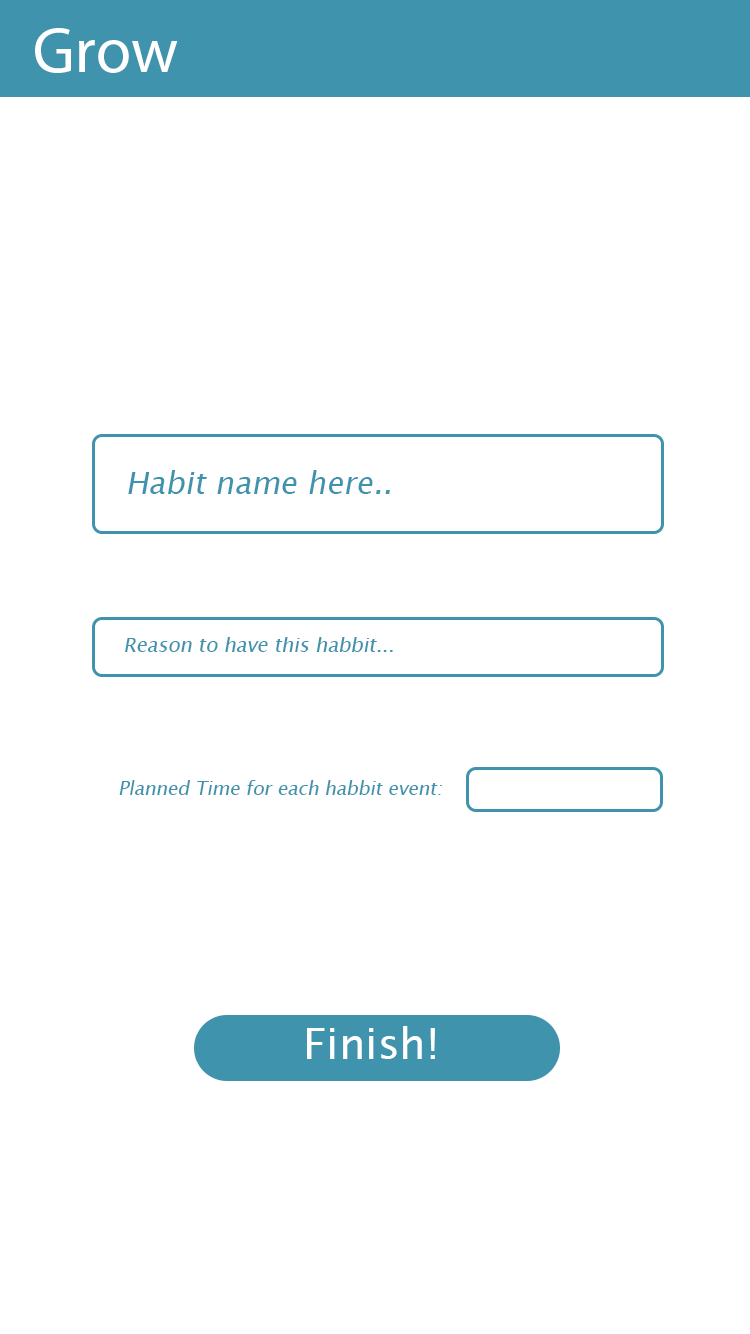 Grow
Habit name here..
Reason to have this habbit...
Planned Time for each habbit event:
Finish!